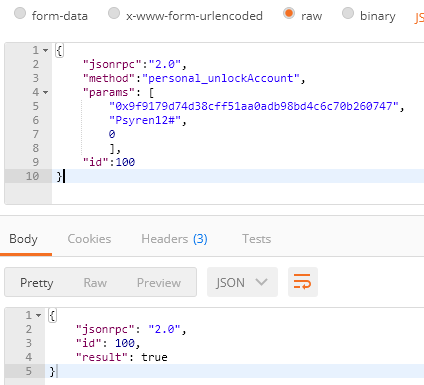 form-data x-www-form-urlencoded raw binary JS
1 {
2 "jsonrpc":"2.0",
3 "method":"personal_unlockAccount",
4 "params": [
5 "0x9f9179d74d38cff51aa0adb98bd4c6c70b260747",
6 "Psyren12#",
7 0
8 ],
9 "id":100
10 }
Body Cookies Headers (3) Tests
Pretty Raw Preview JSON
1 {
2 "jsonrpc": "2.0",
3 "id": 100,
4 "result": true
5 }